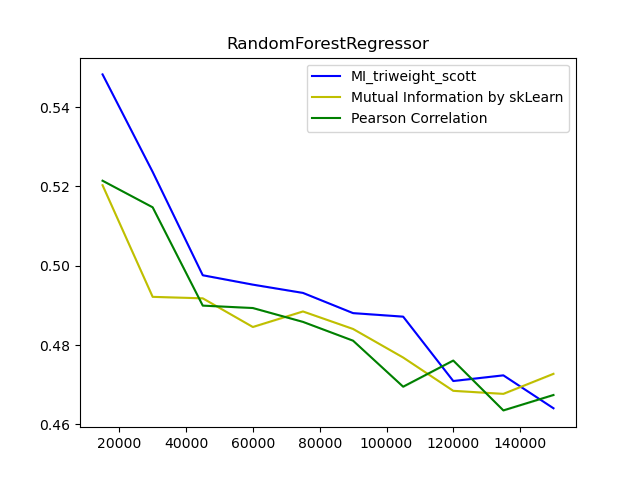 RandomForestRegressor
MI_triweight_scott
Mutual Information by skLearn
Pearson Correlation
0.54
0.52
0.50
0.48
0.46
20000 40000 60000 80000 100000 120000 140000